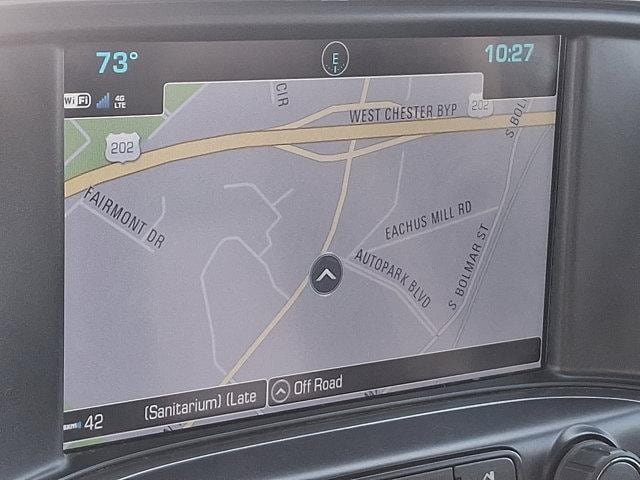 73° E 10:27
WiFi 4G LTE
CIR
WEST CHESTER BYP 202
202
FAIRMONT DR
EACHUS MILL RD
AUTOPARK BLVD
S BOLMAR ST
42 (Sanitarium) (Late Off Road